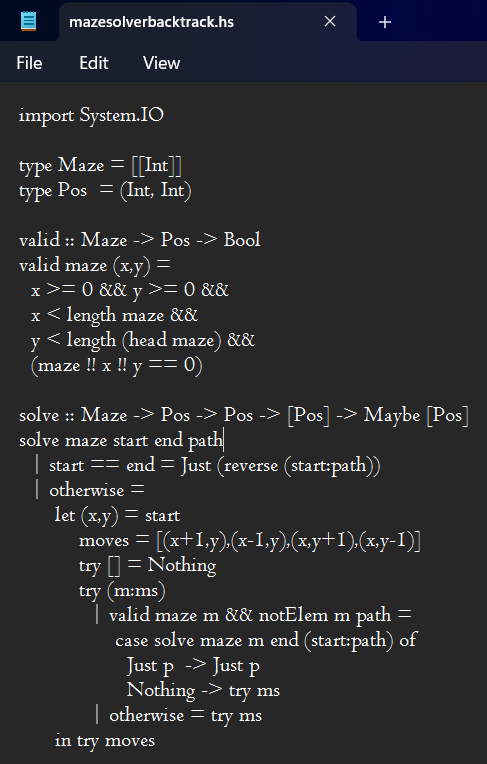 mazesolverbacktrack.hs
File Edit View
import System.IO
type Maze = [[Int]]
type Pos  = (Int, Int)
valid :: Maze -> Pos -> Bool
valid maze (x,y) =
  x >= 0 && y >= 0 &&
  x < length maze &&
  y < length (head maze) &&
  (maze !! x !! y == 0)
solve :: Maze -> Pos -> Pos -> [Pos] -> Maybe [Pos]
solve maze start end path
  | start == end = Just (reverse (start:path))
  | otherwise =
    let (x,y) = start
        moves = [(x+1,y),(x-1,y),(x,y+1),(x,y-1)]
        try [] = Nothing
        try (m:ms)
          | valid maze m && notElem m path =
            case solve maze m end (start:path) of
              Just p  -> Just p
              Nothing -> try ms
          | otherwise = try ms
    in try moves